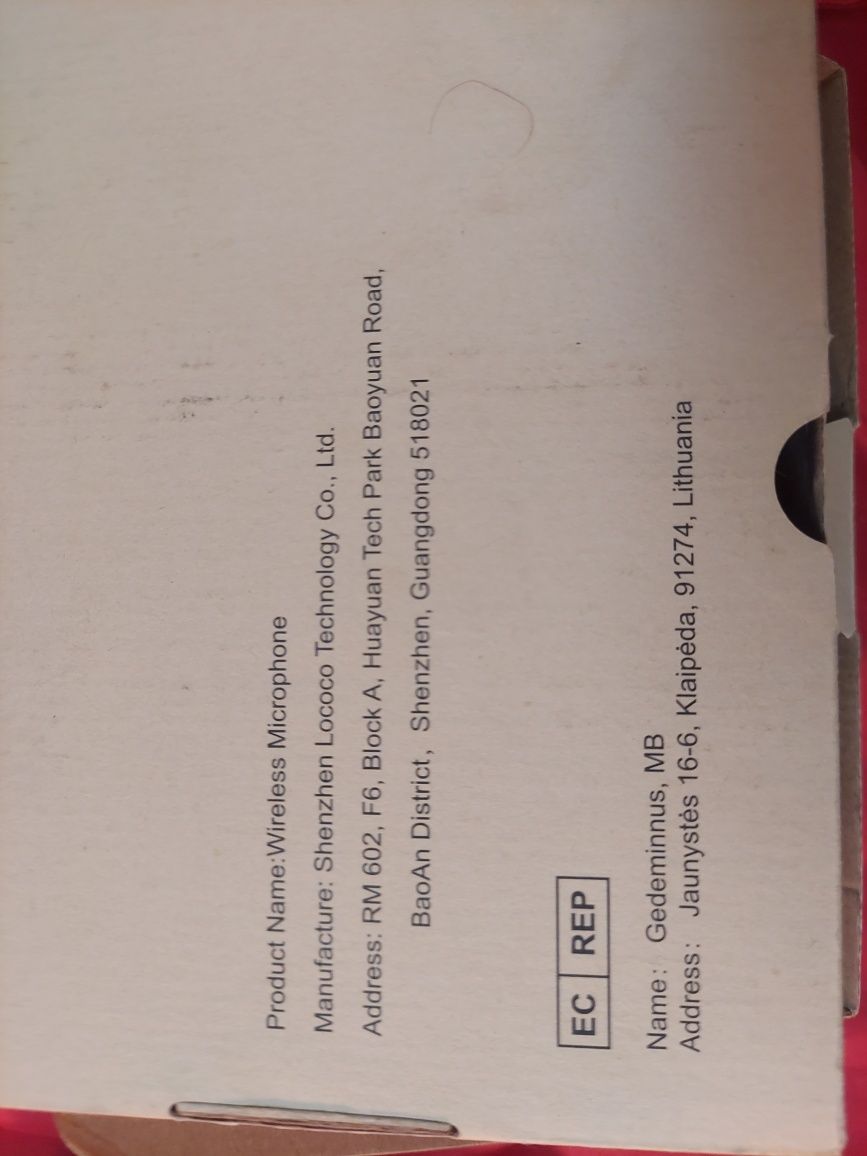 Product Name:Wireless Microphone
Manufacture: Shenzhen Lococo Technology Co., Ltd.
Address: RM 602, F6, Block A, Huayuan Tech Park Baoyuan Road,
BaoAn District, Shenzhen, Guangdong 518021
EC REP
Name: Gedeminnus, MB
Address: Jaunystės 16-6, Klaipėda, 91274, Lithuania